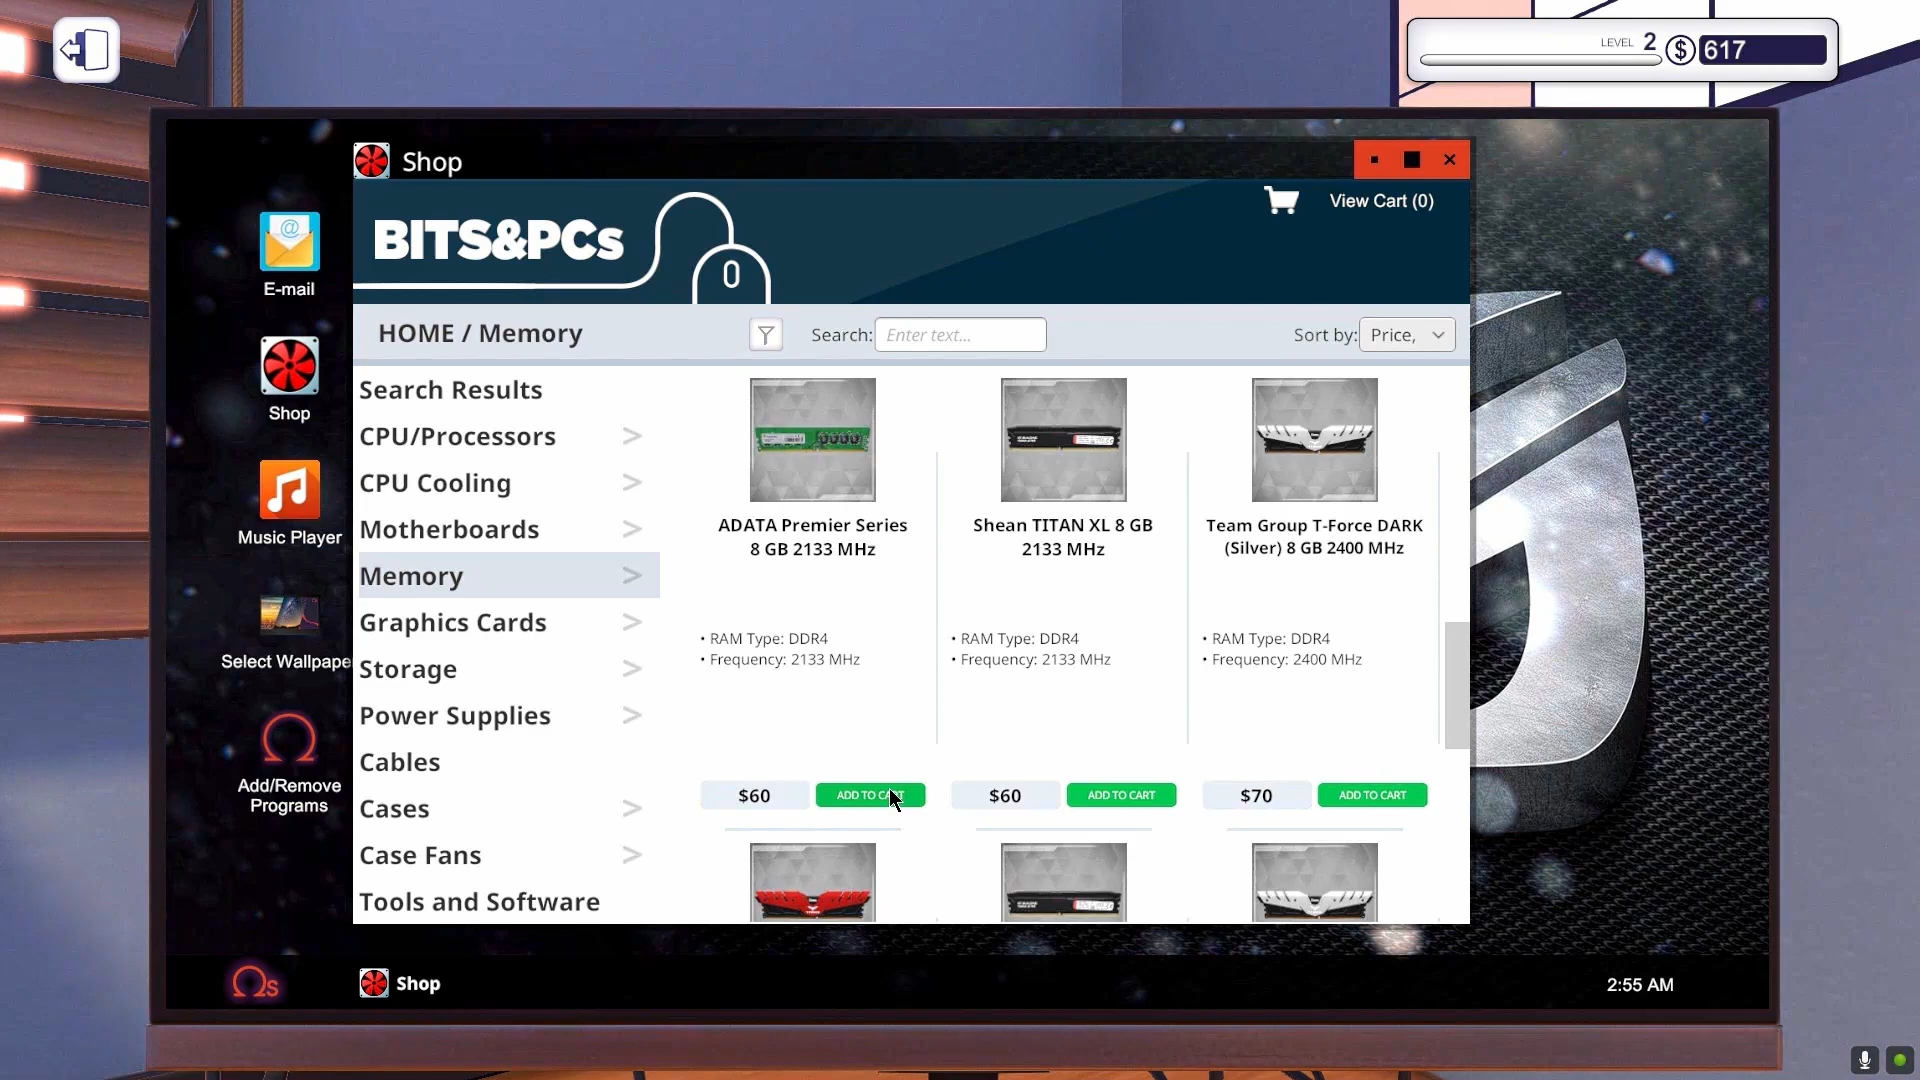 LEVEL 2 $ 617
Shop
BITS&PCs
View Cart (0)
HOME / Memory
Search:
Enter text...
Sort by:
Price,
E-mail
Shop
Music Player
Select Wallpape
Add/Remove
Programs
Search Results
CPU/Processors >
CPU Cooling >
Motherboards >
Memory >
Graphics Cards >
Storage >
Power Supplies >
Cables
Cases >
Case Fans >
Tools and Software
ADATA Premier Series
8 GB 2133 MHz
• RAM Type: DDR4
• Frequency: 2133 MHz
$60
ADD TO CART
Shean TITAN XL 8 GB
2133 MHz
• RAM Type: DDR4
• Frequency: 2133 MHz
$60
ADD TO CART
Team Group T-Force DARK
(Silver) 8 GB 2400 MHz
• RAM Type: DDR4
• Frequency: 2400 MHz
$70
ADD TO CART
Ωs
Shop
2:55 AM